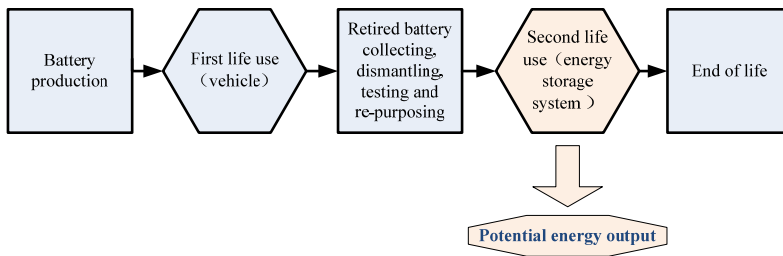 Battery
production
First life use
（vehicle）
Retired battery
collecting,
dismantling,
testing and
re-purposing
Second life
use（energy
storage
system ）
End of life
Potential energy output